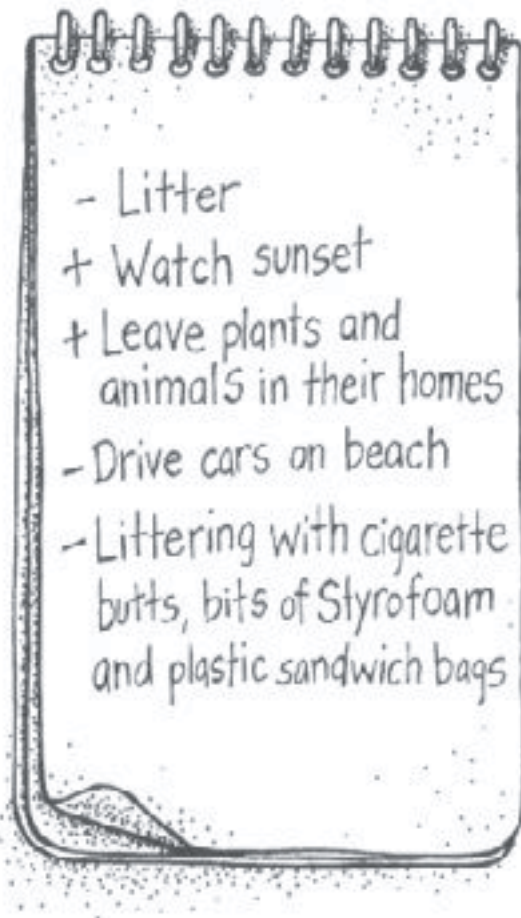 - Litter
+ Watch sunset
+ Leave plants and
animals in their homes
- Drive cars on beach
- Littering with cigarette
butts, bits of Styrofoam
and plastic sandwich bags